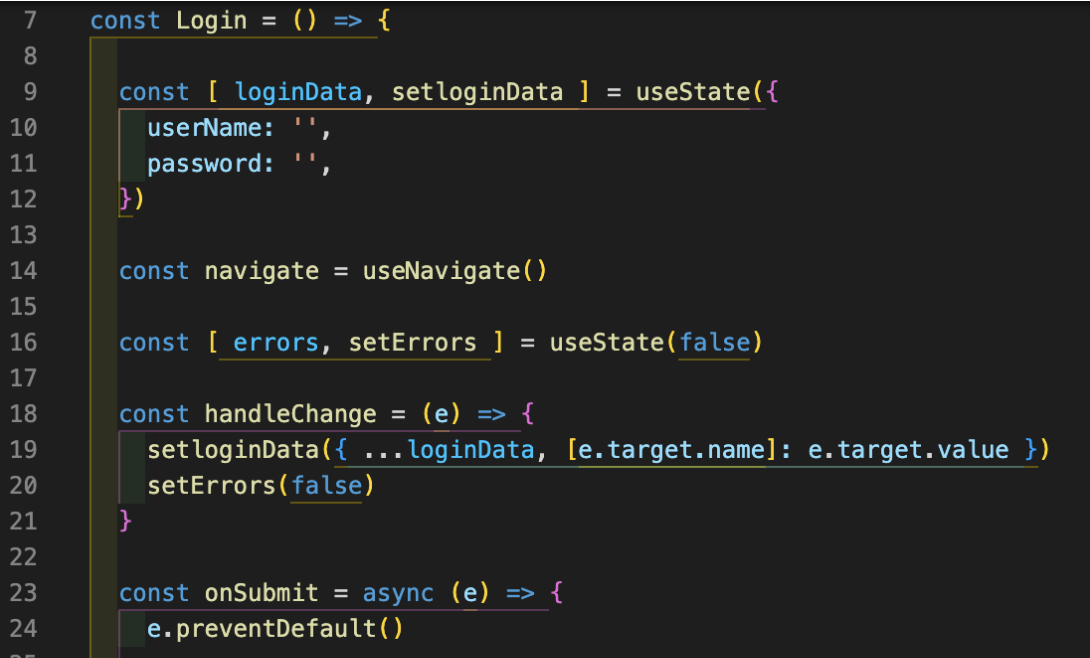 7 const Login = () => {
8
9 const [ loginData, setloginData ] = useState({
10 userName: '',
11 password: '',
12 })
13
14 const navigate = useNavigate()
15
16 const [ errors, setErrors ] = useState(false)
17
18 const handleChange = (e) => {
19 setloginData({ ...loginData, [e.target.name]: e.target.value })
20 setErrors(false)
21 }
22
23 const onSubmit = async (e) => {
24 e.preventDefault()